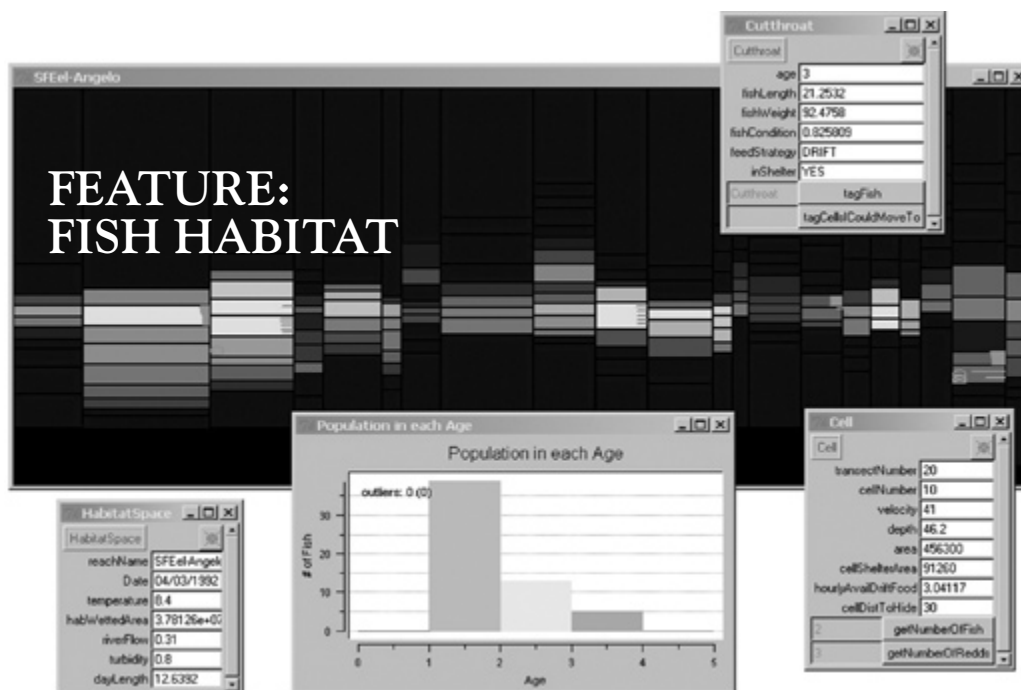 Cutthroat
Cutthroat
age 3
fishLength 21.2532
fishWeight 92.4758
fishCondition 0.825809
feedStrategy DRIFT
inShelter YES
Cutthroat tagFish
tagCellsICouldMoveTo
SFEel-Angelo
FEATURE:
FISH HABITAT
Population in each Age
Population in each Age
outliers: 0 (0)
# of Fish
30
20
10
0
0 1 2 3 4 5
Age
Cell
Cell
transectNumber 20
cellNumber 10
velocity 41
depth 46.2
area 456300
cellShelterArea 91260
hourlyAvailDriftFood 3.04117
cellDistToHide 30
2 getNumberOfFish
3 getNumberOfRedds
HabitatSpace
HabitatSpace
reachName SFEel-Angelo
Date 04/03/1992
temperature 8.4
habWettedArea 3.78126e+07
riverFlow 0.31
turbidity 0.8
dayLength 12.6392